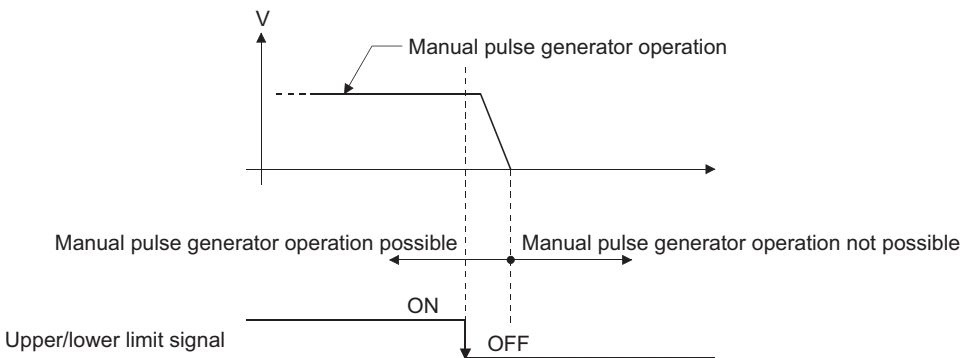 V
Manual pulse generator operation
Manual pulse generator operation possible
Manual pulse generator operation not possible
ON
Upper/lower limit signal
OFF